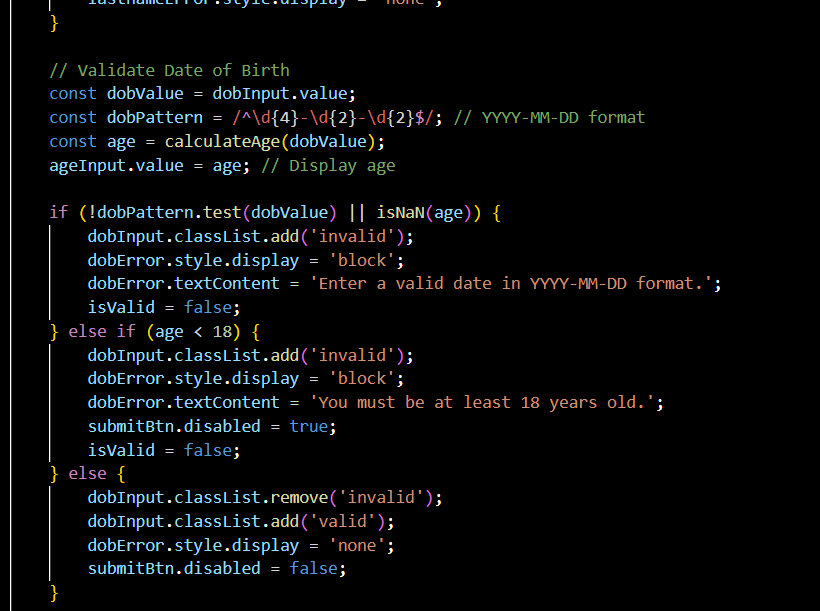 lastnameError.style.display = 'none';
}
// Validate Date of Birth
const dobValue = dobInput.value;
const dobPattern = /^\d{4}-\d{2}-\d{2}$/; // YYYY-MM-DD format
const age = calculateAge(dobValue);
ageInput.value = age; // Display age
if (!dobPattern.test(dobValue) || isNaN(age)) {
dobInput.classList.add('invalid');
dobError.style.display = 'block';
dobError.textContent = 'Enter a valid date in YYYY-MM-DD format.';
isValid = false;
} else if (age < 18) {
dobInput.classList.add('invalid');
dobError.style.display = 'block';
dobError.textContent = 'You must be at least 18 years old.';
submitBtn.disabled = true;
isValid = false;
} else {
dobInput.classList.remove('invalid');
dobInput.classList.add('valid');
dobError.style.display = 'none';
submitBtn.disabled = false;
}